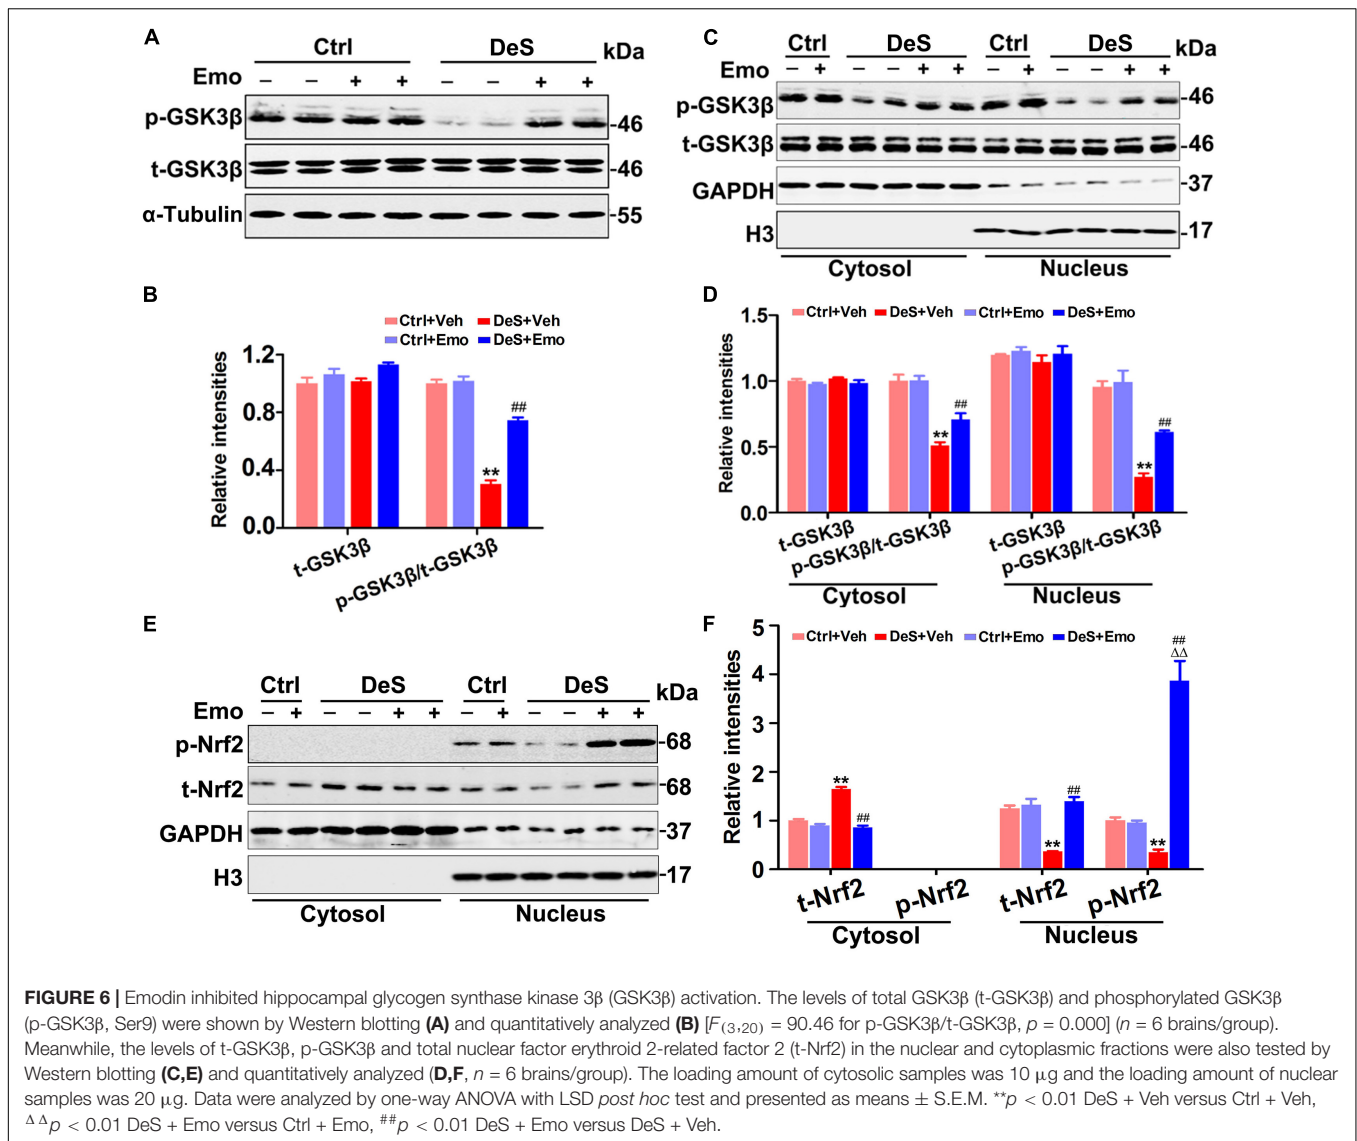 A
Ctrl DeS kDa
Emo − − + + − − + +
p-GSK3β -46
t-GSK3β -46
α-Tubulin -55
C
Ctrl DeS Ctrl DeS kDa
Emo − + − − + + − + − − + +
p-GSK3β -46
t-GSK3β -46
GAPDH -37
H3 -17
Cytosol Nucleus
B
Ctrl+Veh DeS+Veh
Ctrl+Emo DeS+Emo
Relative intensities
1.2
0.8
0.4
0.0
##
**
t-GSK3β p-GSK3β/t-GSK3β
D
Ctrl+Veh DeS+Veh Ctrl+Emo DeS+Emo
Relative intensities
1.5
1.0
0.5
0.0
** ## ** ##
t-GSK3β p-GSK3β/t-GSK3β t-GSK3β p-GSK3β/t-GSK3β
Cytosol Nucleus
E
Ctrl DeS Ctrl DeS kDa
Emo − + − − + + − + − − + +
p-Nrf2 -68
t-Nrf2 -68
GAPDH -37
H3 -17
Cytosol Nucleus
F
Ctrl+Veh DeS+Veh Ctrl+Emo DeS+Emo
Relative intensities
5
4
3
2
1
0
** ## ** ## ** ##
ΔΔ
t-Nrf2 p-Nrf2 t-Nrf2 p-Nrf2
Cytosol Nucleus
FIGURE 6 | Emodin inhibited hippocampal glycogen synthase kinase 3β (GSK3β) activation. The levels of total GSK3β (t-GSK3β) and phosphorylated GSK3β
(p-GSK3β, Ser9) were shown by Western blotting (A) and quantitatively analyzed (B) [F(3,20) = 90.46 for p-GSK3β/t-GSK3β, p = 0.000] (n = 6 brains/group).
Meanwhile, the levels of t-GSK3β, p-GSK3β and total nuclear factor erythroid 2-related factor 2 (t-Nrf2) in the nuclear and cytoplasmic fractions were also tested by
Western blotting (C,E) and quantitatively analyzed (D,F, n = 6 brains/group). The loading amount of cytosolic samples was 10 μg and the loading amount of nuclear
samples was 20 μg. Data were analyzed by one-way ANOVA with LSD post hoc test and presented as means ± S.E.M. **p < 0.01 DeS + Veh versus Ctrl + Veh,
ΔΔp < 0.01 DeS + Emo versus Ctrl + Emo, ##p < 0.01 DeS + Emo versus DeS + Veh.